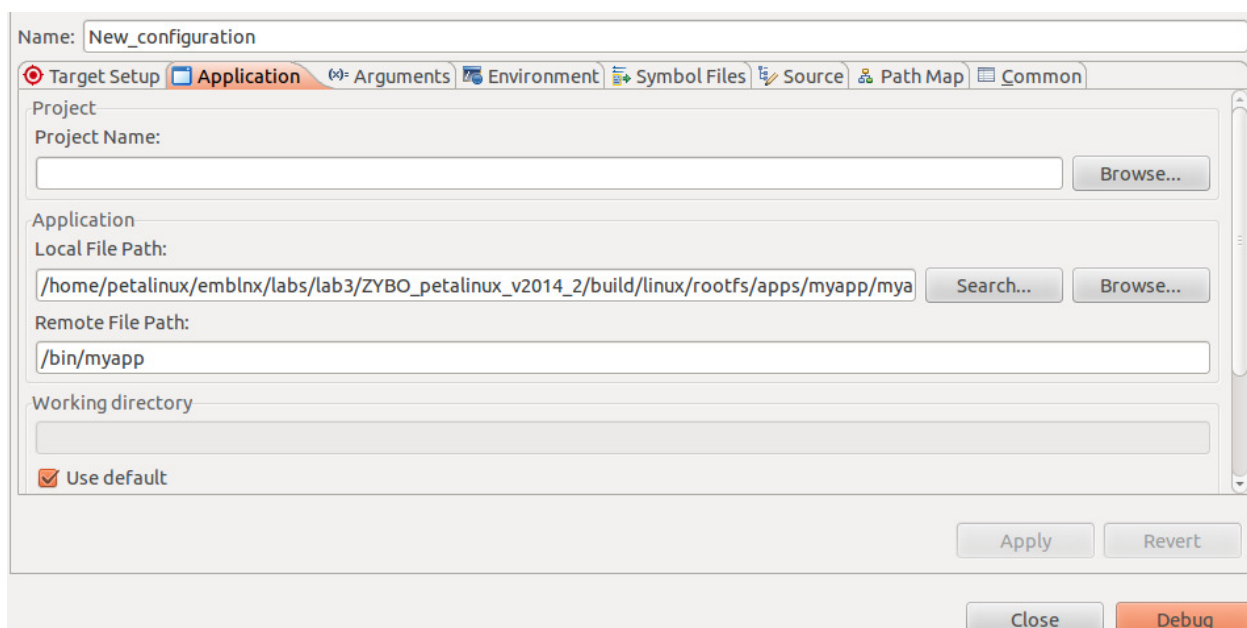 Name: New_configuration
Target Setup Application (x)= Arguments Environment Symbol Files Source Path Map Common
Project
Project Name:
Browse...
Application
Local File Path:
/home/petalinux/emblnx/labs/lab3/ZYBO_petalinux_v2014_2/build/linux/rootfs/apps/myapp/mya Search... Browse...
Remote File Path:
/bin/myapp
Working directory
Use default
Apply Revert
Close Debug